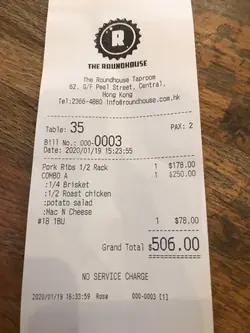 R
THE ROUNDHOUSE
The Roundhouse Taproom
62, G/F Peel Street, Central,
Hong Kong
Tel:2366-4880 Info@roundhouse.com.hk
Table: 35 PAX: 2
Bill No.: 000-0003
Date: 2020/01/19 15:23:55
Pork Ribs 1/2 Rack 1 $178.00
COMBO A 1 $250.00
:1/4 Brisket
:1/2 Roast chicken
:potato salad
:Mac N Cheese
#18 1BU 1 $78.00
Grand Total $506.00
NO SERVICE CHARGE
2020/01/19 16:33:59 Rose 000-0003 [1]